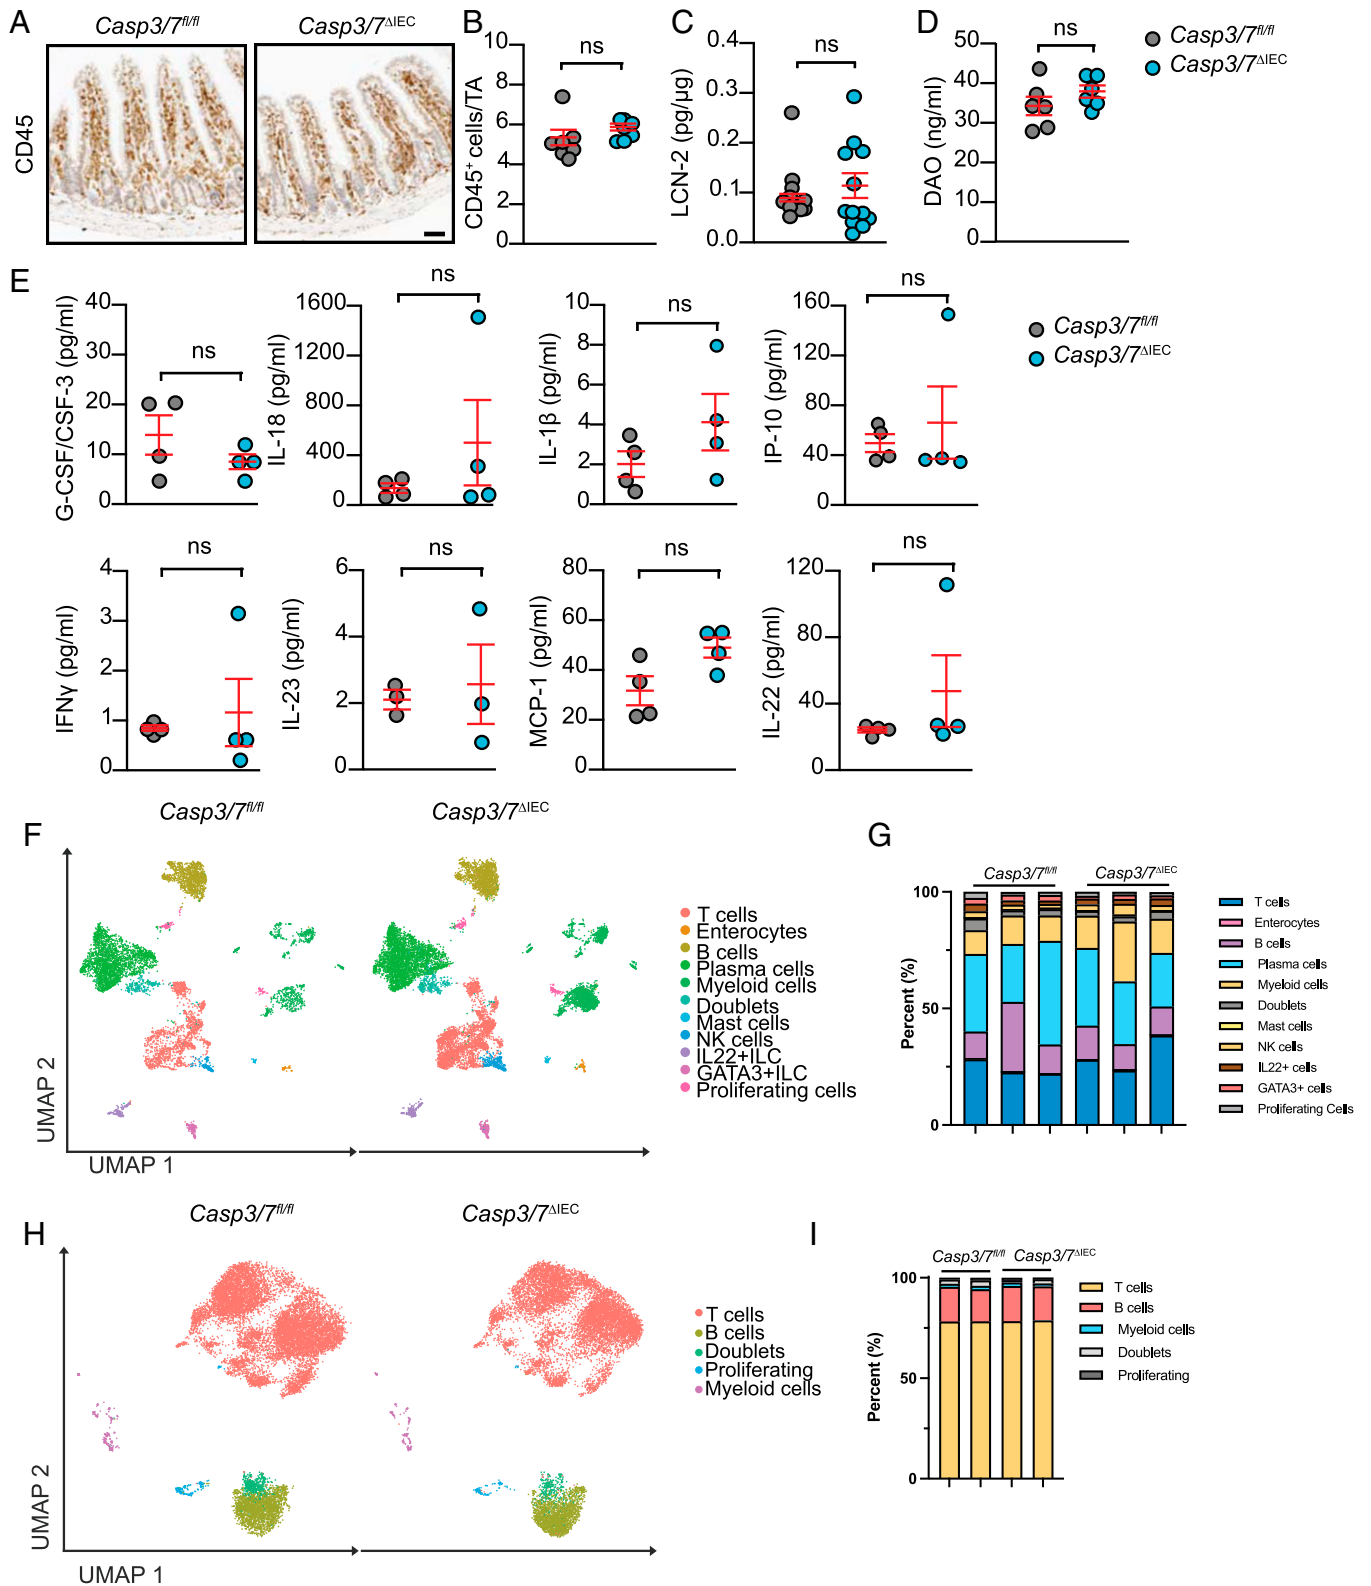 A
Casp3/7fl/fl
Casp3/7ΔIEC
CD45
B
ns
CD45+ cells/TA
10
8
6
4
2
0
C
ns
LCN-2 (pg/µg)
0.4
0.3
0.2
0.1
0.0
D
ns
DAO (ng/ml)
50
40
30
20
10
0
Casp3/7fl/fl
Casp3/7ΔIEC
E
ns
G-CSF/CSF-3 (pg/ml)
40
30
20
10
0
ns
IL-18 (pg/ml)
1600
1200
800
400
0
ns
IL-1β (pg/ml)
10
8
6
4
2
0
ns
IP-10 (pg/ml)
160
120
80
40
0
Casp3/7fl/fl
Casp3/7ΔIEC
ns
IFNγ (pg/ml)
4
3
2
1
0
ns
IL-23 (pg/ml)
6
4
2
0
ns
MCP-1 (pg/ml)
80
60
40
20
0
ns
IL-22 (pg/ml)
120
80
40
0
F
Casp3/7fl/fl
Casp3/7ΔIEC
UMAP 2
UMAP 1
T cells
Enterocytes
B cells
Plasma cells
Myeloid cells
Doublets
Mast cells
NK cells
IL22+ILC
GATA3+ILC
Proliferating cells
G
Casp3/7fl/fl
Casp3/7ΔIEC
Percent (%)
100
50
0
T cells
Enterocytes
B cells
Plasma cells
Myeloid cells
Doublets
Mast cells
NK cells
IL22+ cells
GATA3+ cells
Proliferating Cells
H
Casp3/7fl/fl
Casp3/7ΔIEC
UMAP 2
UMAP 1
T cells
B cells
Doublets
Proliferating
Myeloid cells
I
Casp3/7fl/fl
Casp3/7ΔIEC
Percent (%)
100
50
0
T cells
B cells
Myeloid cells
Doublets
Proliferating